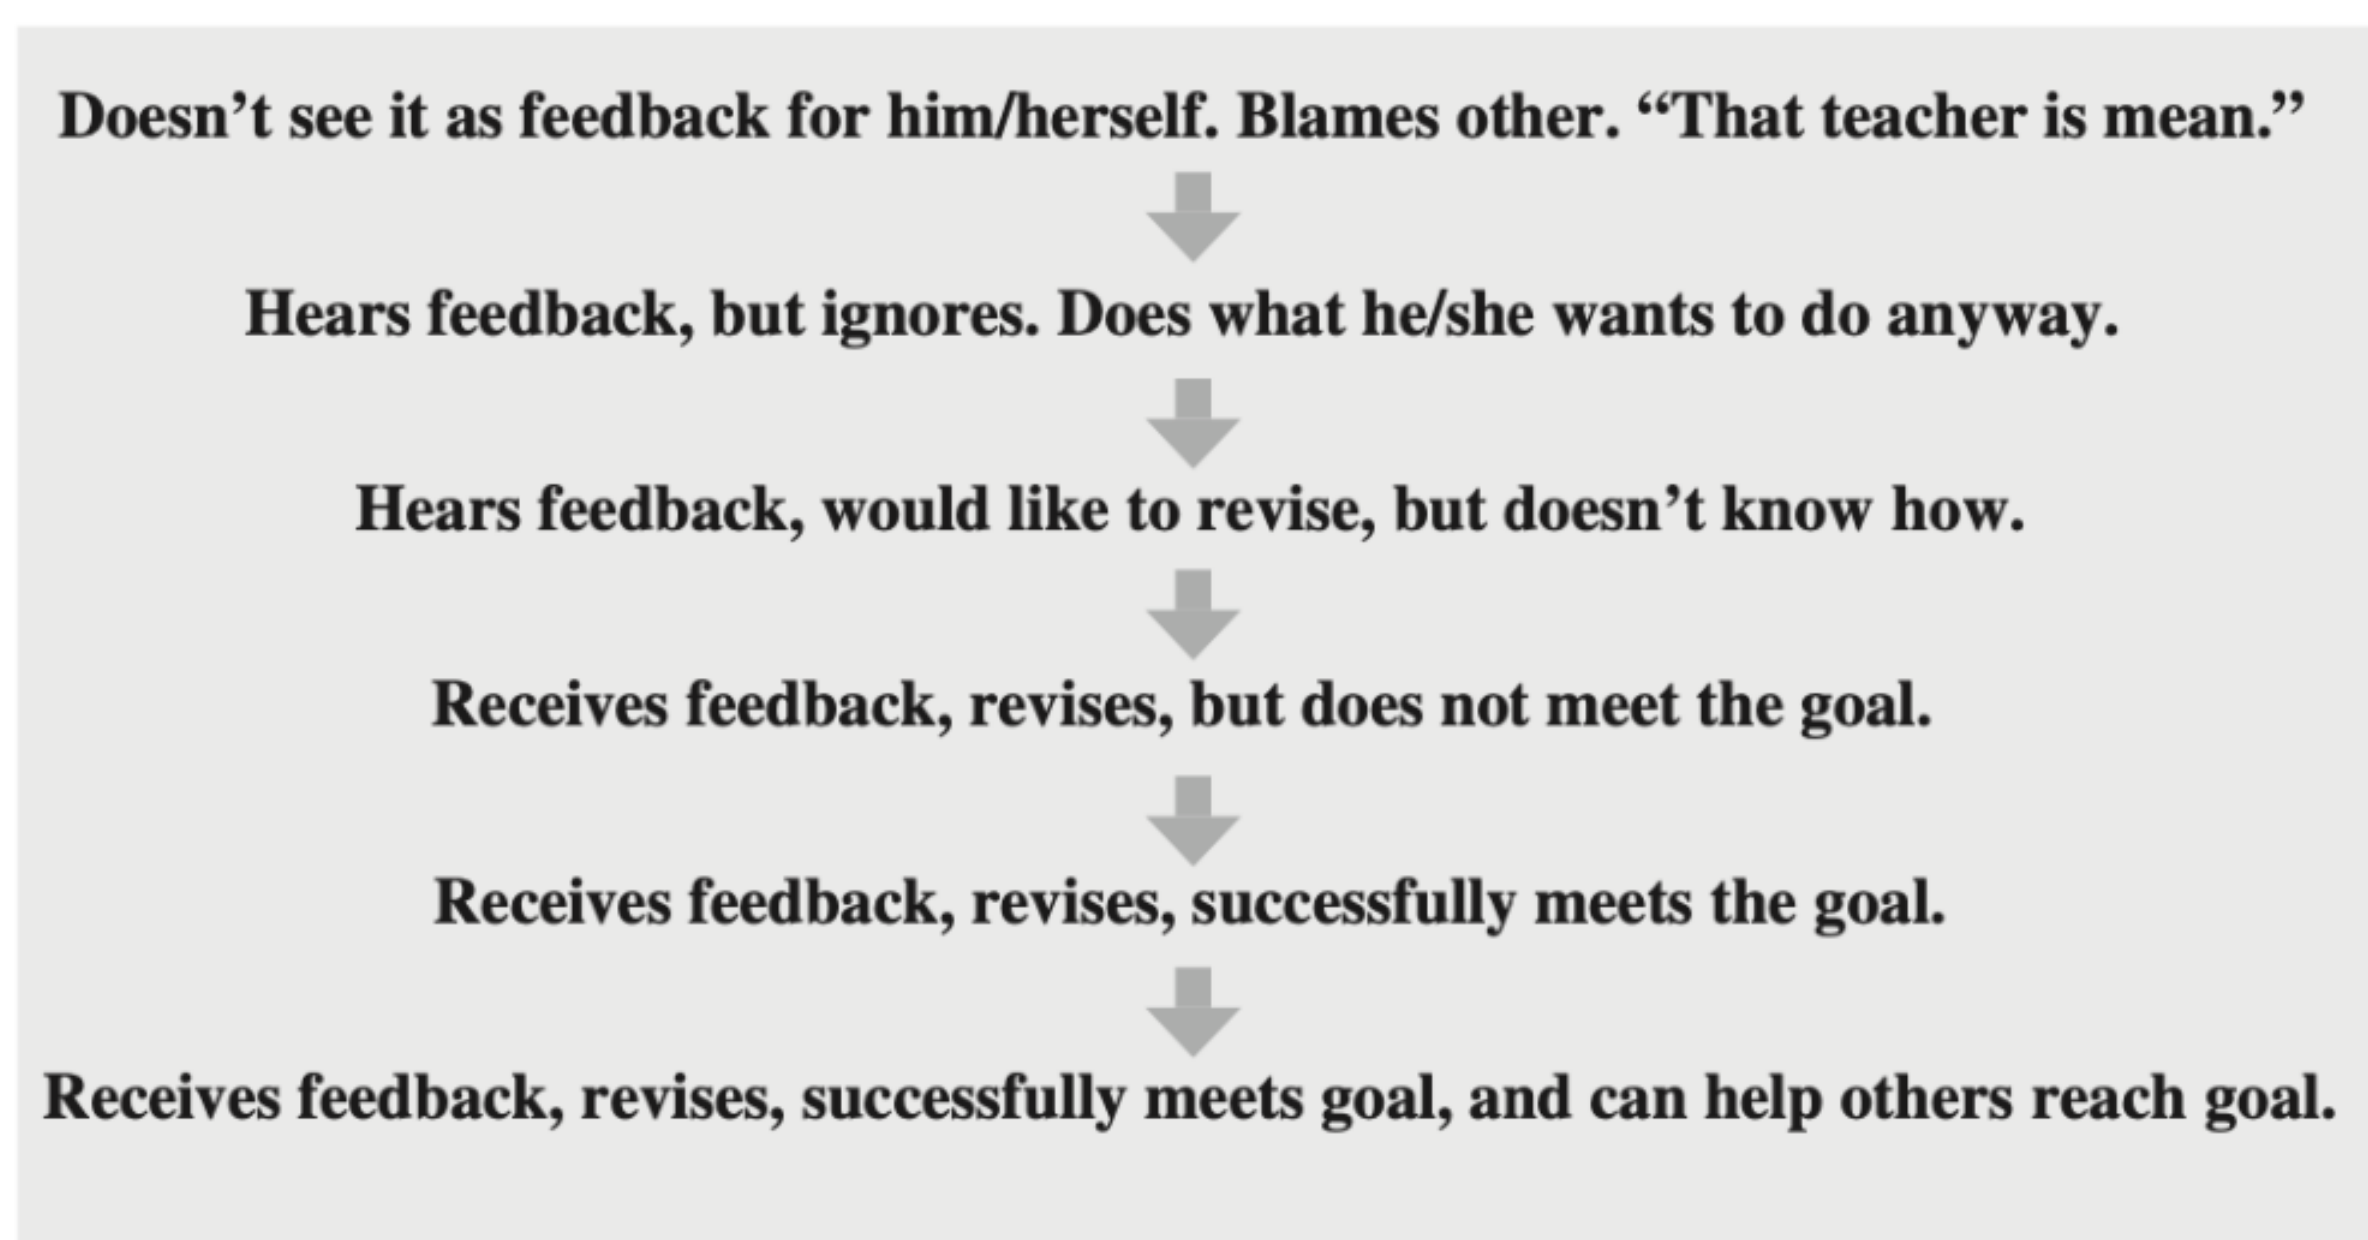 Doesn’t see it as feedback for him/herself. Blames other. “That teacher is mean.”
Hears feedback, but ignores. Does what he/she wants to do anyway.
Hears feedback, would like to revise, but doesn’t know how.
Receives feedback, revises, but does not meet the goal.
Receives feedback, revises, successfully meets the goal.
Receives feedback, revises, successfully meets goal, and can help others reach goal.